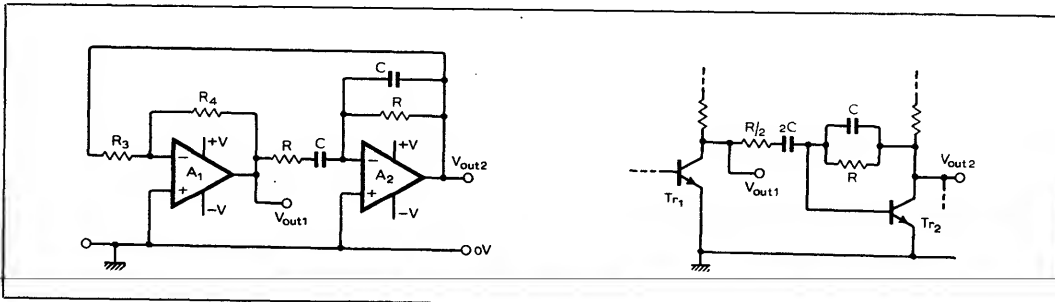 C
R
R₄
R₃
+V
−
A₁
+
−V
R
C
Vout1
+V
−
A₂
+
−V
Vout2
0V
C
R
R/2
2C
Vout1
Vout2
Tr₁
Tr₂